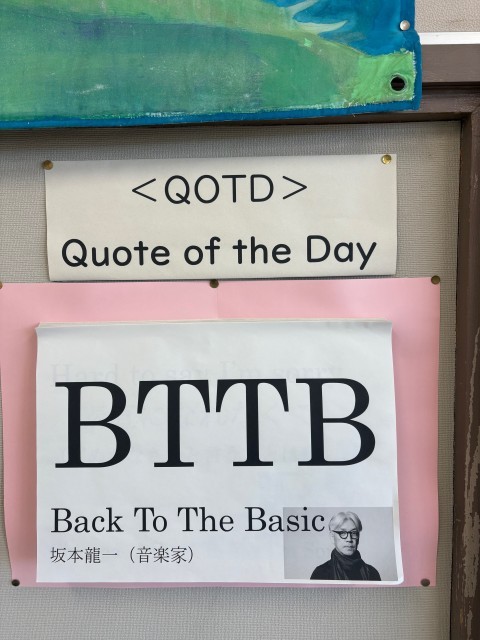 <QOTD>
Quote of the Day
BTTB
Back To The Basic
坂本龍一（音楽家）